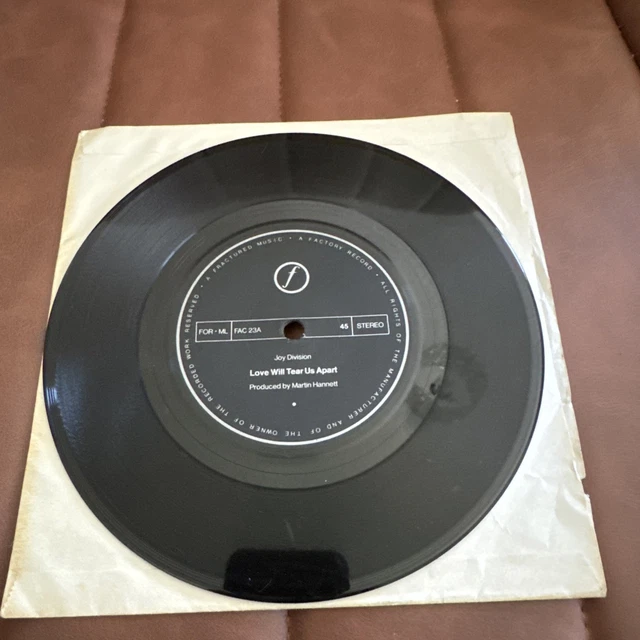 A FRACTURED MUSIC • A FACTORY RECORD • ALL RIGHTS OF THE MANUFACTURER AND OF THE OWNER OF THE RECORDED WORK RESERVED •
f
FOR • ML FAC 23A 45 STEREO
Joy Division
Love Will Tear Us Apart
Produced by Martin Hannett